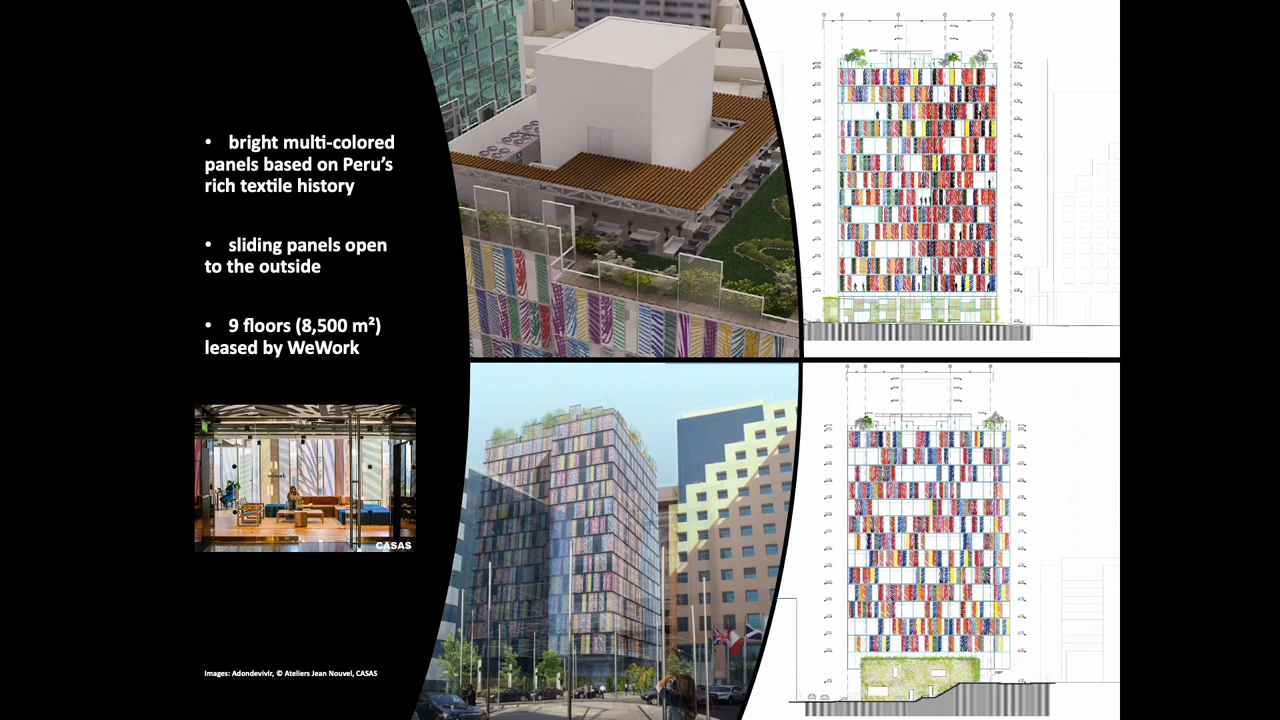 • bright multi-colored
panels based on Peru’s
rich textile history
• sliding panels open
to the outside
• 9 floors (8,500 m²)
leased by WeWork
CASAS
Images: Adondevivir, © Ateliers Jean Nouvel, CASAS